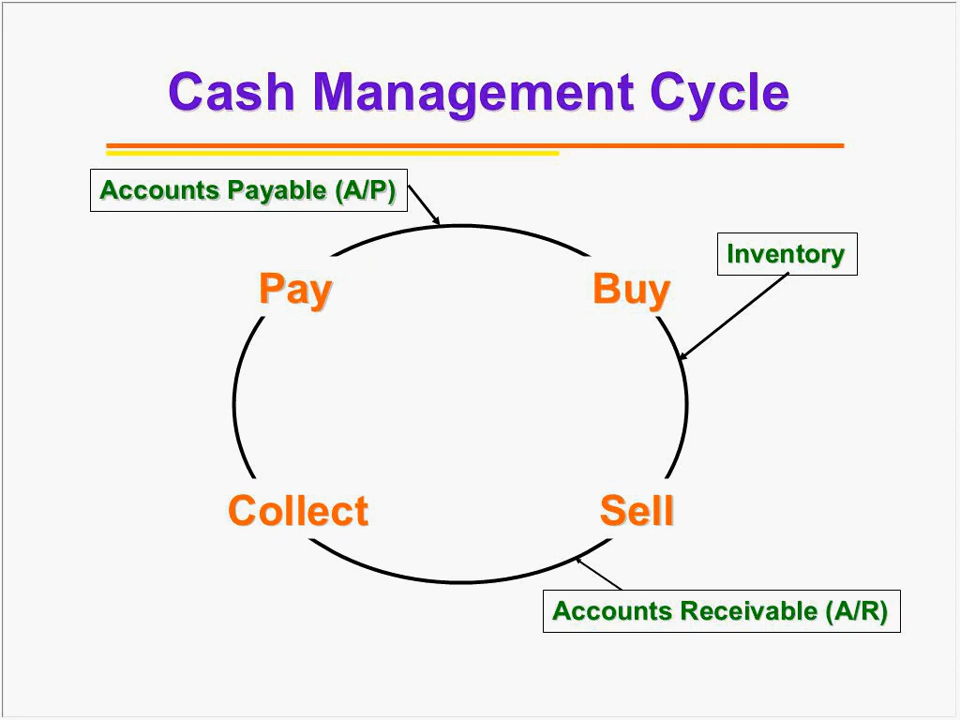 Cash Management Cycle
Accounts Payable (A/P)
Inventory
Pay
Buy
Collect
Sell
Accounts Receivable (A/R)